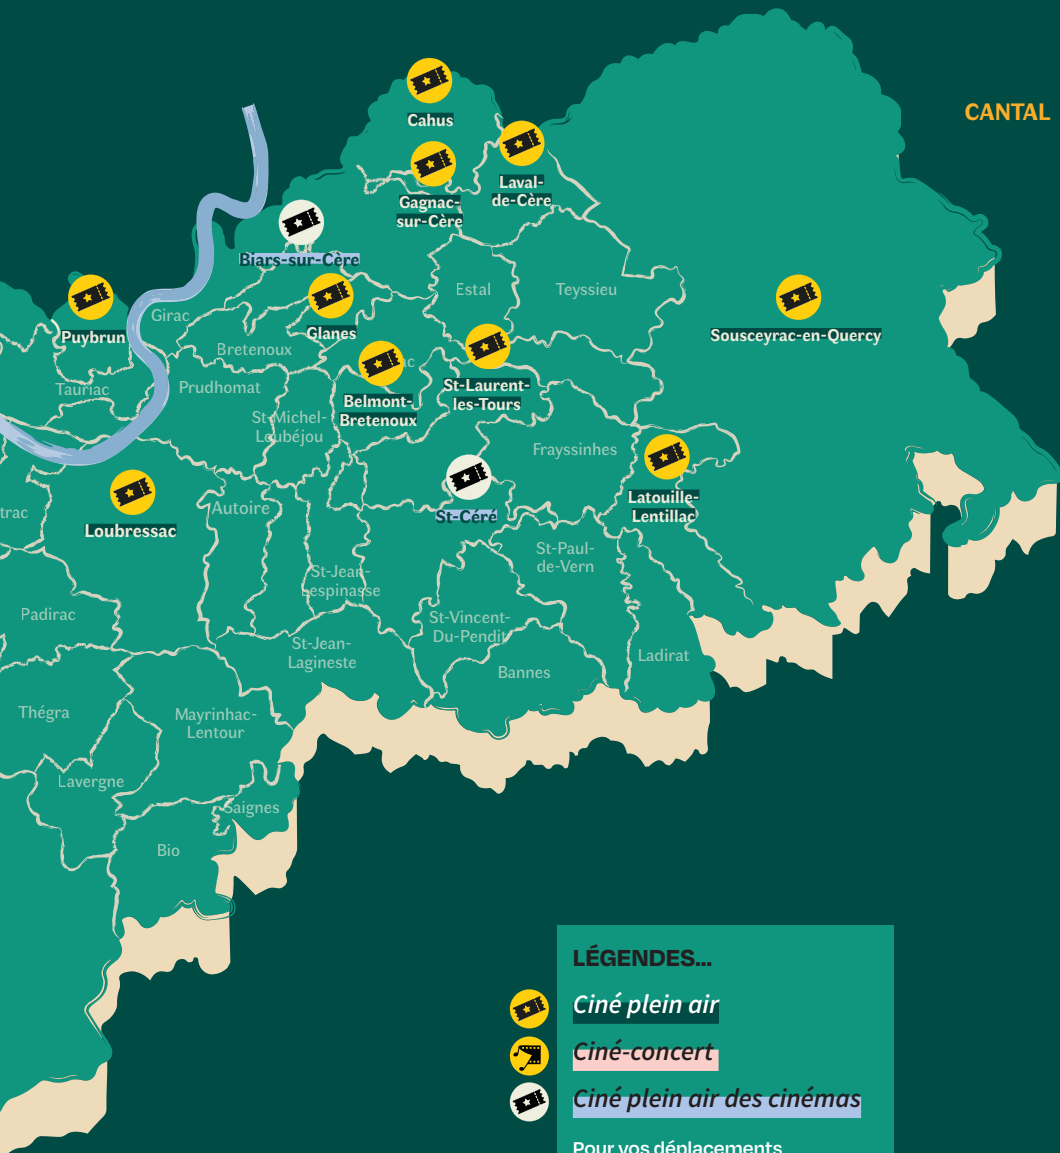 CANTAL
Cahus
Gagnac-
sur-Cère
Laval-
de-Cère
Biars-sur-Cère
Estal
Teyssieu
Puybrun
Girac
Glanes
Sousceyrac-en-Quercy
Bretenoux
Tauriac
Prudhomat
Belmont-
Bretenoux
St-Laurent-
les-Tours
St-Michel-
Loubéjou
Frayssinhes
Latouille-
Lentillac
trac
Loubressac
Autoire
St-Céré
St-Paul-
de-Vern
St-Jean-
Lespinasse
Padirac
St-Vincent-
Du-Pendit
St-Jean-
Lagineste
Ladirat
Bannes
Thégra
Mayrinhac-
Lentour
Lavergne
Saignes
Bio
LÉGENDES...
Ciné plein air
Ciné-concert
Ciné plein air des cinémas
Pour vos déplacements